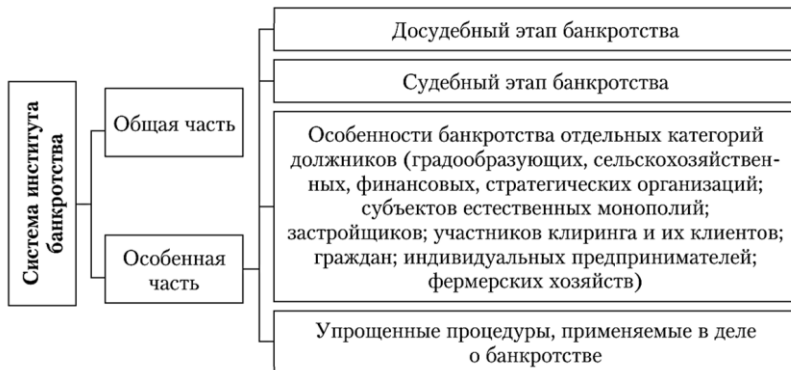 Система института
банкротства
Общая часть
Особенная
часть
Досудебный этап банкротства
Судебный этап банкротства
Особенности банкротства отдельных категорий
должников (градообразующих, сельскохозяйствен-
ных, финансовых, стратегических организаций;
субъектов естественных монополий;
застройщиков; участников клиринга и их клиентов;
граждан; индивидуальных предпринимателей;
фермерских хозяйств)
Упрощенные процедуры, применяемые в деле
о банкротстве